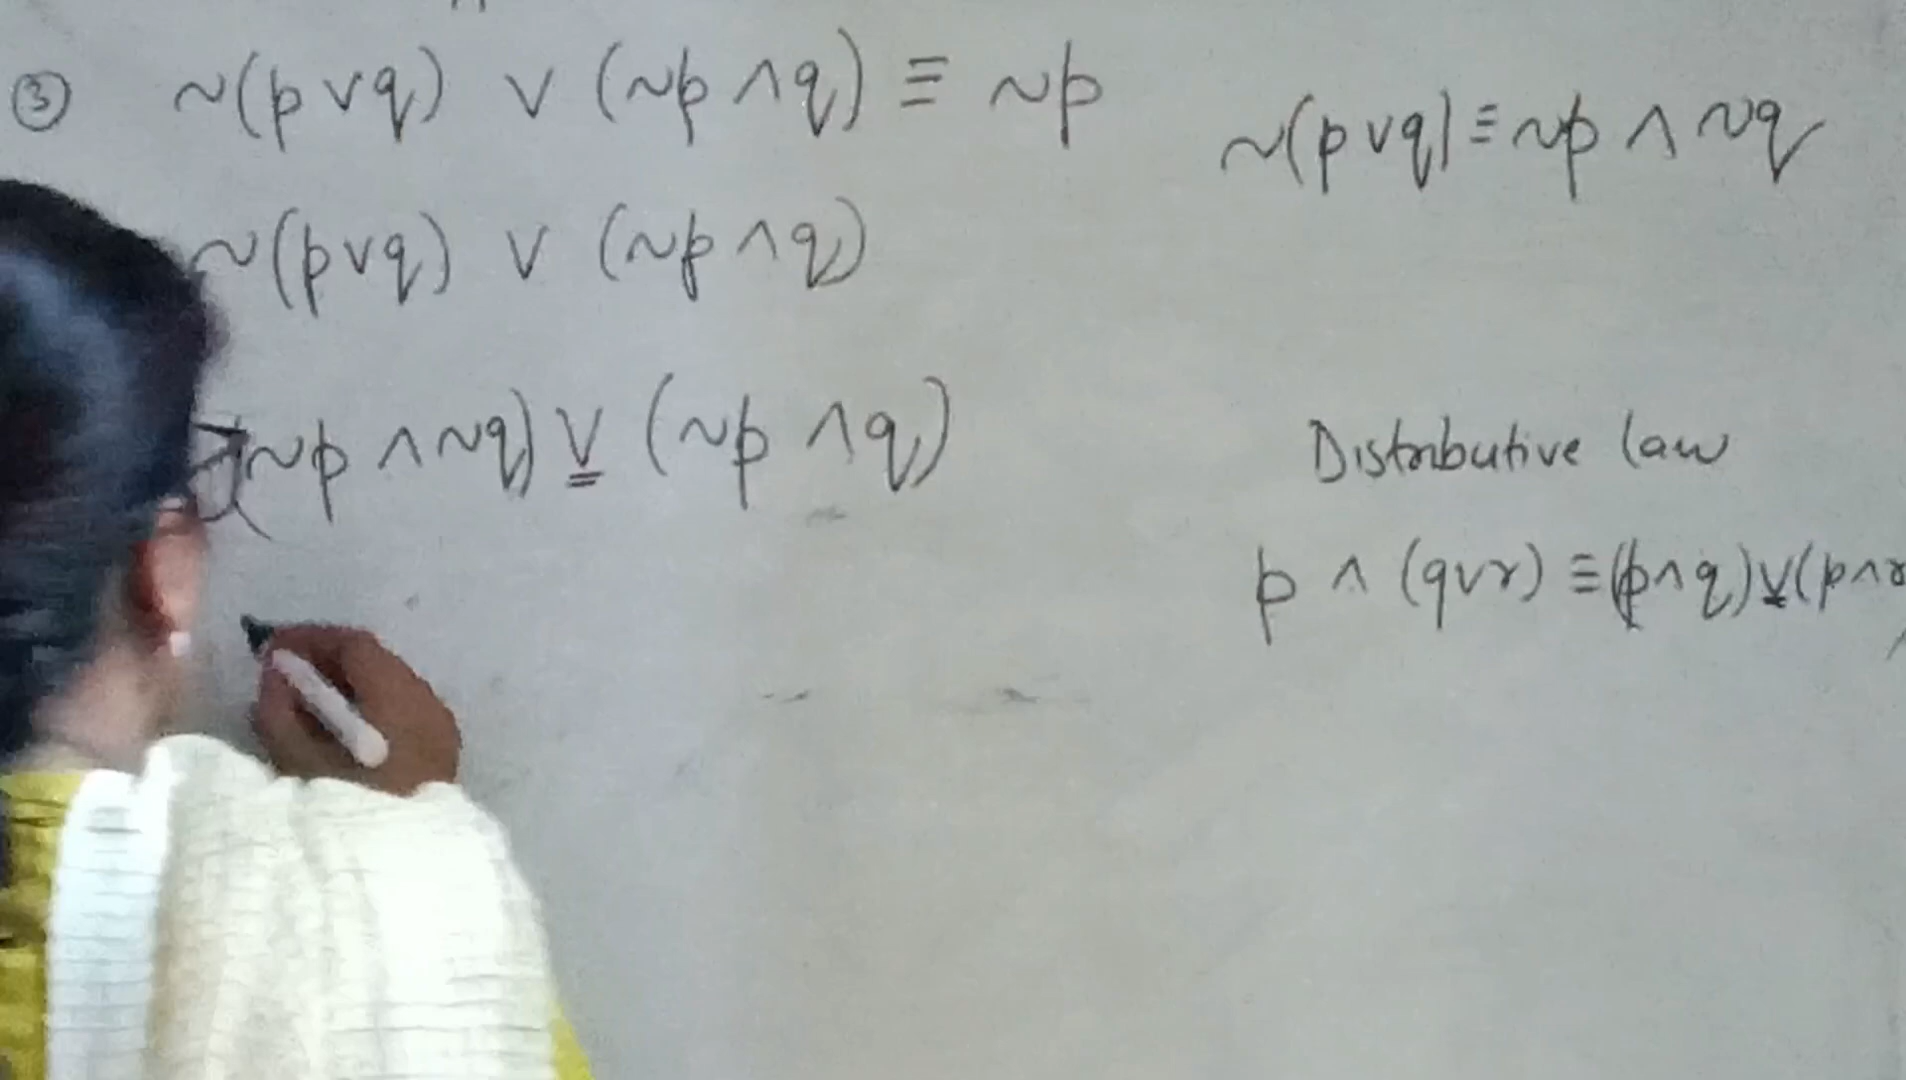 ③ ~(p∨q) ∨ (~p∧q) ≡ ~p
~(p∨q) ≡ ~p ∧ ~q
~(p∨q) ∨ (~p∧q)
(~p∧~q) ∨ (~p∧q)
Distributive law
p ∧ (q∨r) ≡ (p∧q)∨(p∧r)